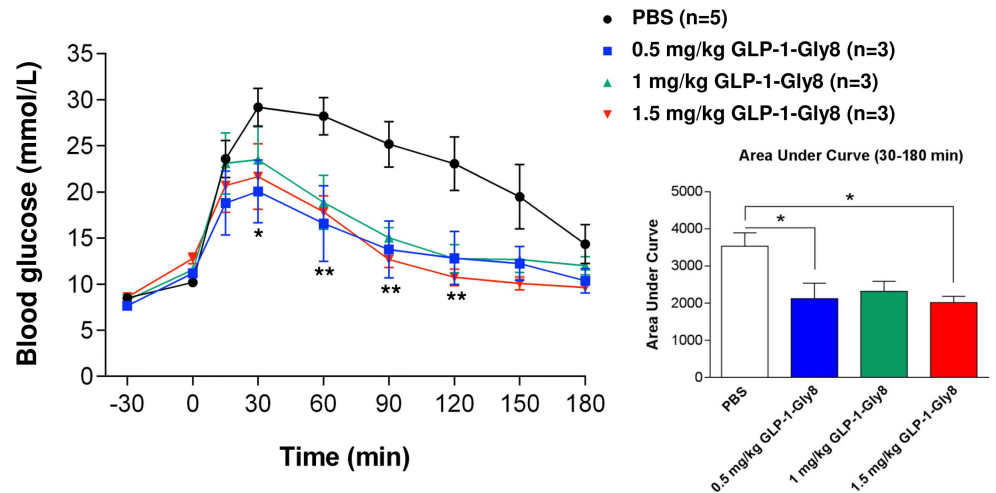 PBS (n=5)
0.5 mg/kg GLP-1-Gly8 (n=3)
1 mg/kg GLP-1-Gly8 (n=3)
1.5 mg/kg GLP-1-Gly8 (n=3)
Blood glucose (mmol/L)
35
30
25
20
15
10
5
0
*
**
**
**
-30 0 30 60 90 120 150 180
Time (min)
Area Under Curve (30-180 min)
Area Under Curve
5000
4000
3000
2000
1000
0
*
*
PBS
0.5 mg/kg GLP-1-Gly8
1 mg/kg GLP-1-Gly8
1.5 mg/kg GLP-1-Gly8